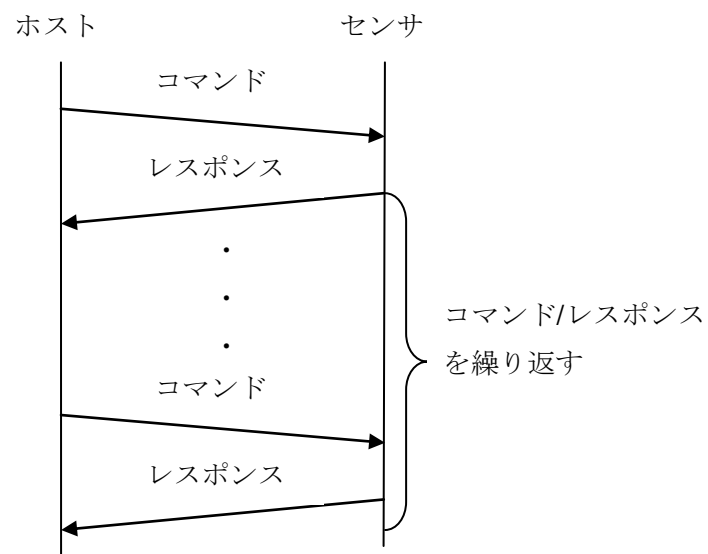 ホスト
センサ
コマンド
レスポンス
・
・
・
コマンド/レスポンス
を繰り返す
コマンド
レスポンス